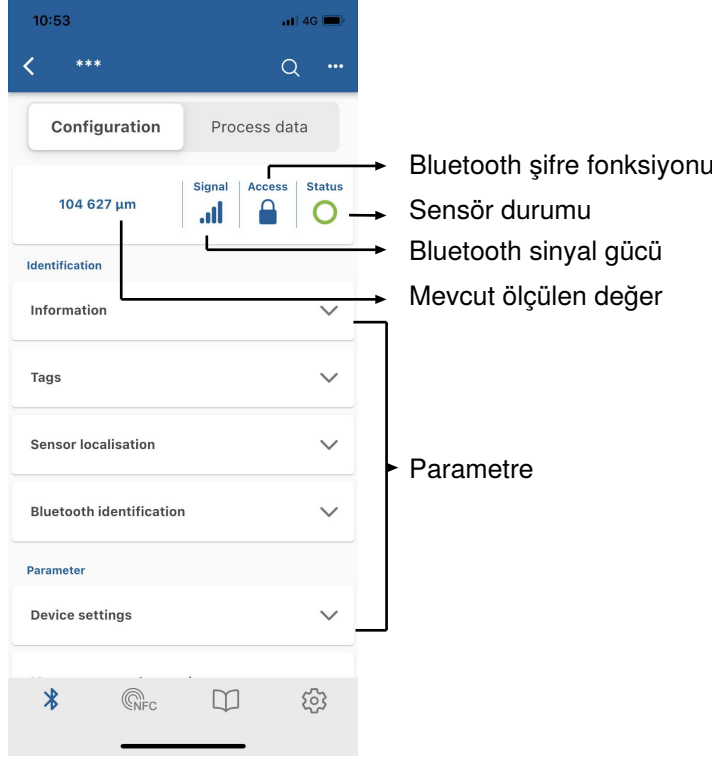 10:53
4G
***
Configuration
Process data
Bluetooth şifre fonksiyonu
Signal
Access
Status
104 627 µm
Sensör durumu
Bluetooth sinyal gücü
Identification
Mevcut ölçülen değer
Information
Tags
Sensor localisation
Parametre
Bluetooth identification
Parameter
Device settings
NFC